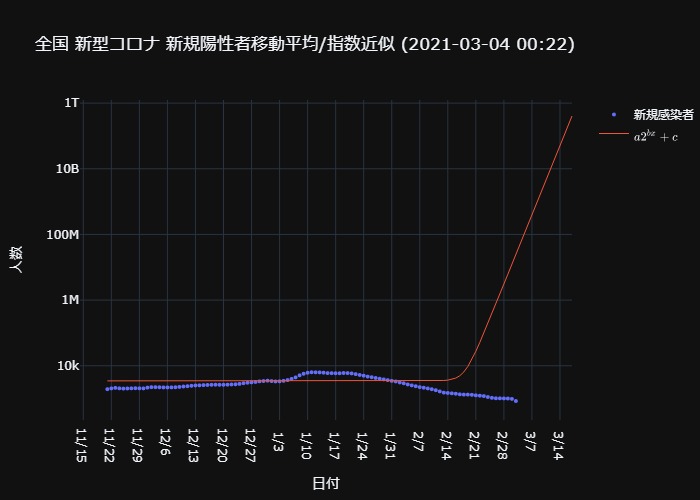 全国 新型コロナ 新規陽性者移動平均/指数近似 (2021-03-04 00:22)
新規感染者
a2^{bx} + c
1T
10B
100M
1M
10k
人数
11/15
11/22
11/29
12/6
12/13
12/20
12/27
1/3
1/10
1/17
1/24
1/31
2/7
2/14
2/21
2/28
3/7
3/14
日付